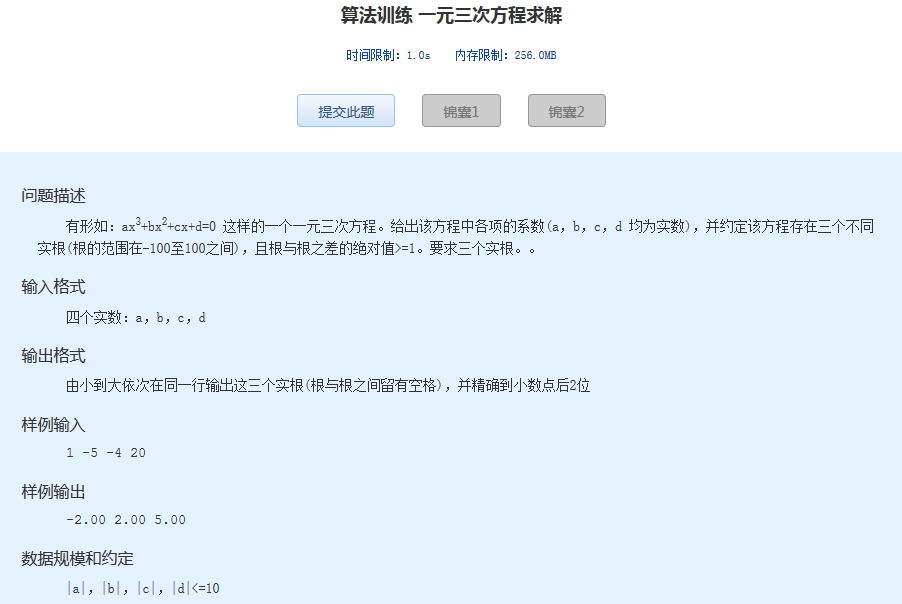 算法训练 一元三次方程求解
时间限制：1.0s 内存限制：256.0MB
提交此题 锦囊1 锦囊2
问题描述
有形如：ax3+bx2+cx+d=0 这样的一个一元三次方程。给出该方程中各项的系数(a，b，c，d 均为实数)，并约定该方程存在三个不同
实根(根的范围在-100至100之间)，且根与根之差的绝对值>=1。要求三个实根。。
输入格式
四个实数：a，b，c，d
输出格式
由小到大依次在同一行输出这三个实根(根与根之间留有空格)，并精确到小数点后2位
样例输入
1 -5 -4 20
样例输出
-2.00 2.00 5.00
数据规模和约定
|a|，|b|，|c|，|d|<=10